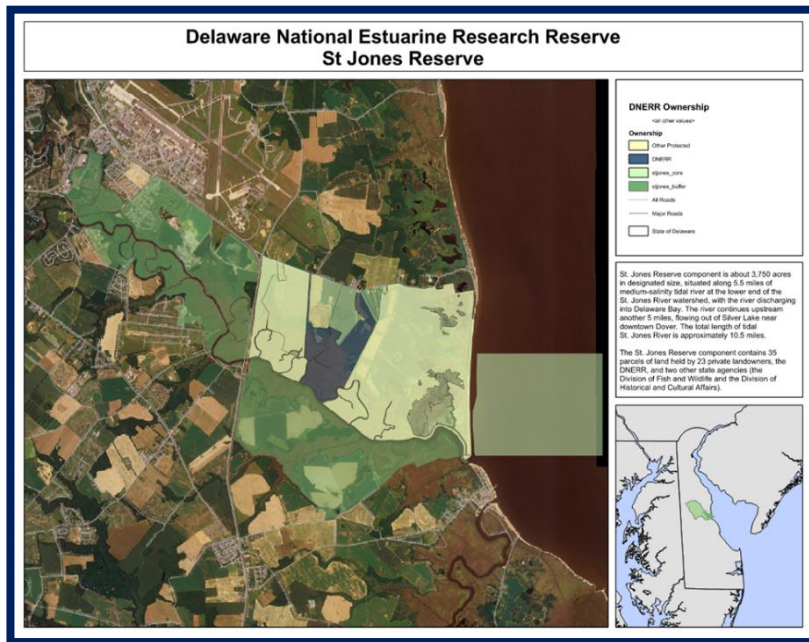 Delaware National Estuarine Research Reserve
St Jones Reserve
DNERR Ownership
<all other values>
Ownership
Other Protected
DNERR
stjones_core
stjones_buffer
All Roads
Major Roads
State of Delaware
St. Jones Reserve component is about 3,750 acres
in designated size, situated along 5.5 miles of
medium-salinity tidal river at the lower end of the
St. Jones River watershed, with the river discharging
into Delaware Bay. The river continues upstream
another 5 miles, flowing out of Silver Lake near
downtown Dover. The total length of tidal
St. Jones River is approximately 10.5 miles.
The St. Jones Reserve component contains 35
parcels of land held by 23 private landowners, the
DNERR, and two other state agencies (the
Division of Fish and Wildlife and the Division of
Historical and Cultural Affairs).